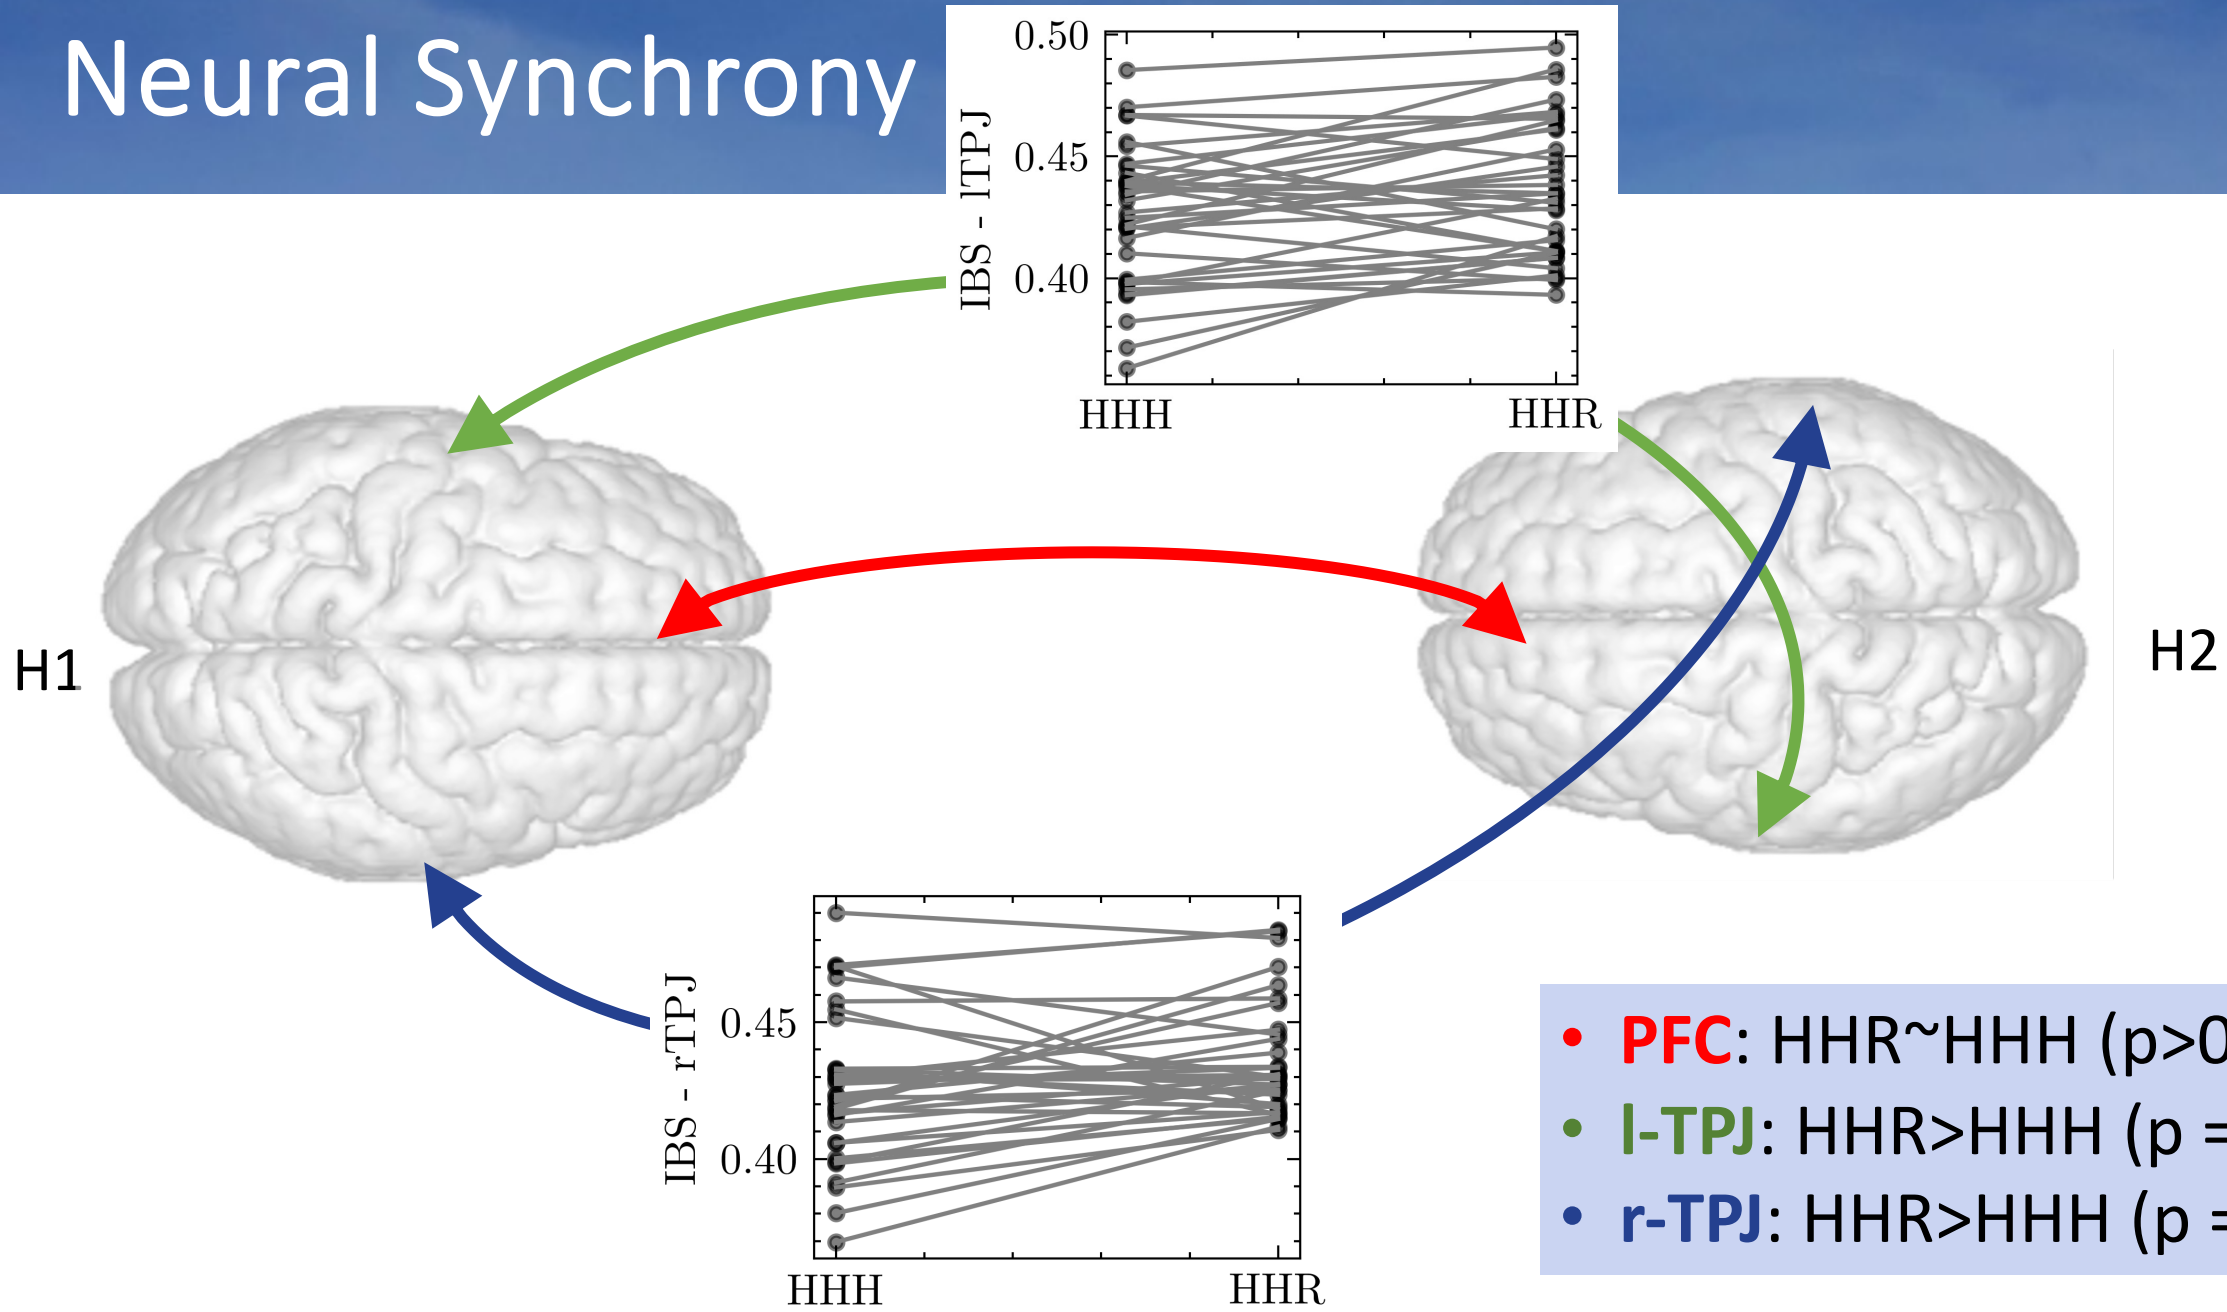 Neural Synchrony
IBS - lTPJ
0.50
0.45
0.40
HHH
HHR
H1
H2
IBS - rTPJ
0.45
0.40
HHH
HHR
• PFC: HHR~HHH (p>0
• l-TPJ: HHR>HHH (p =
• r-TPJ: HHR>HHH (p =